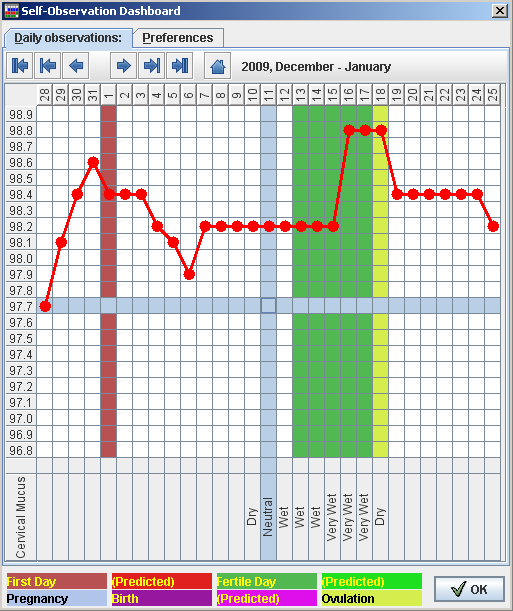 Self-Observation Dashboard
Daily observations:
Preferences
2009, December - January
28 29 30 31 1 2 3 4 5 6 7 8 9 10 11 12 13 14 15 16 17 18 19 20 21 22 23 24 25
98.9
98.8
98.7
98.6
98.5
98.4
98.3
98.2
98.1
98.0
97.9
97.8
97.7
97.6
97.5
97.4
97.3
97.2
97.1
97.0
96.9
96.8
Cervical Mucus
Dry
Neutral
Wet
Wet
Wet
Very Wet
Very Wet
Very Wet
Dry
First Day (Predicted) Fertile Day (Predicted)
Pregnancy Birth (Predicted) Ovulation
OK